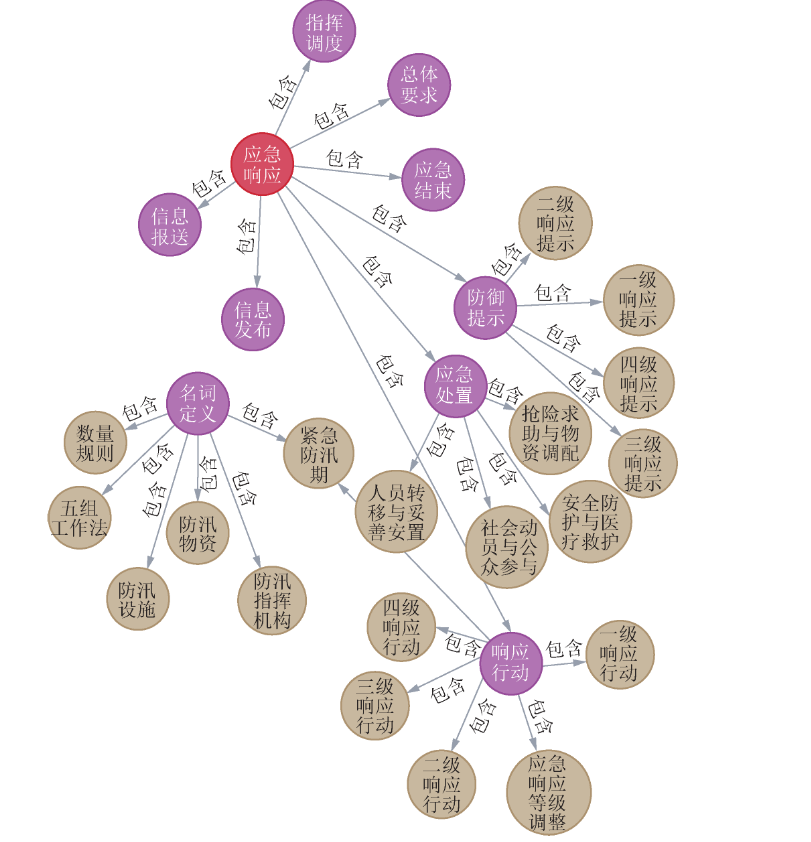 指挥
调度
包含
总体
要求
包含
应急
响应
包含
应急
结束
包含
信息
报送
包含
信息
发布
包含
二级
响应
提示
包含
防御
提示
包含
一级
响应
提示
包含
四级
响应
提示
包含
三级
响应
提示
包含
应急
处置
包含
抢险求
助与物
资调配
包含
人员转
移与妥
善安置
包含
社会动
员与公
众参与
包含
安全防
护与医
疗救护
包含
名词
定义
包含
数量
规则
包含
五组
工作法
包含
防汛
设施
包含
防汛
物资
包含
防汛
指挥
机构
包含
紧急
防汛
期
包含
响应
行动
包含
四级
响应
行动
包含
三级
响应
行动
包含
二级
响应
行动
包含
应急
响应
等级
调整
包含
一级
响应
行动